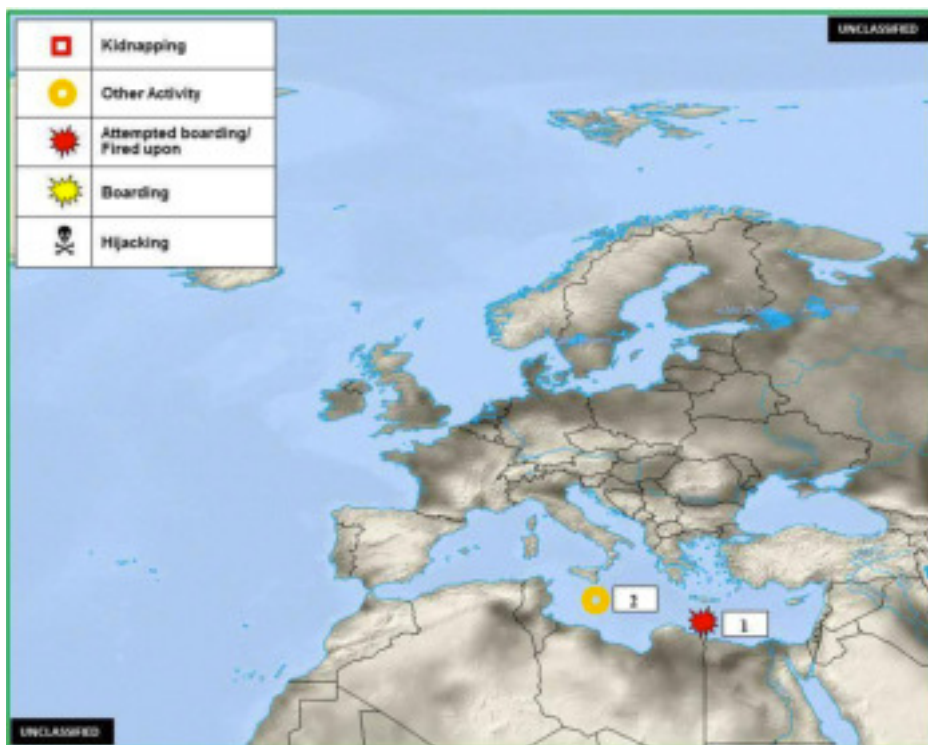 UNCLASSIFIED
Kidnapping
Other Activity
Attempted boarding/
Fired upon
Boarding
Hijacking
2
1
UNCLASSIFIED